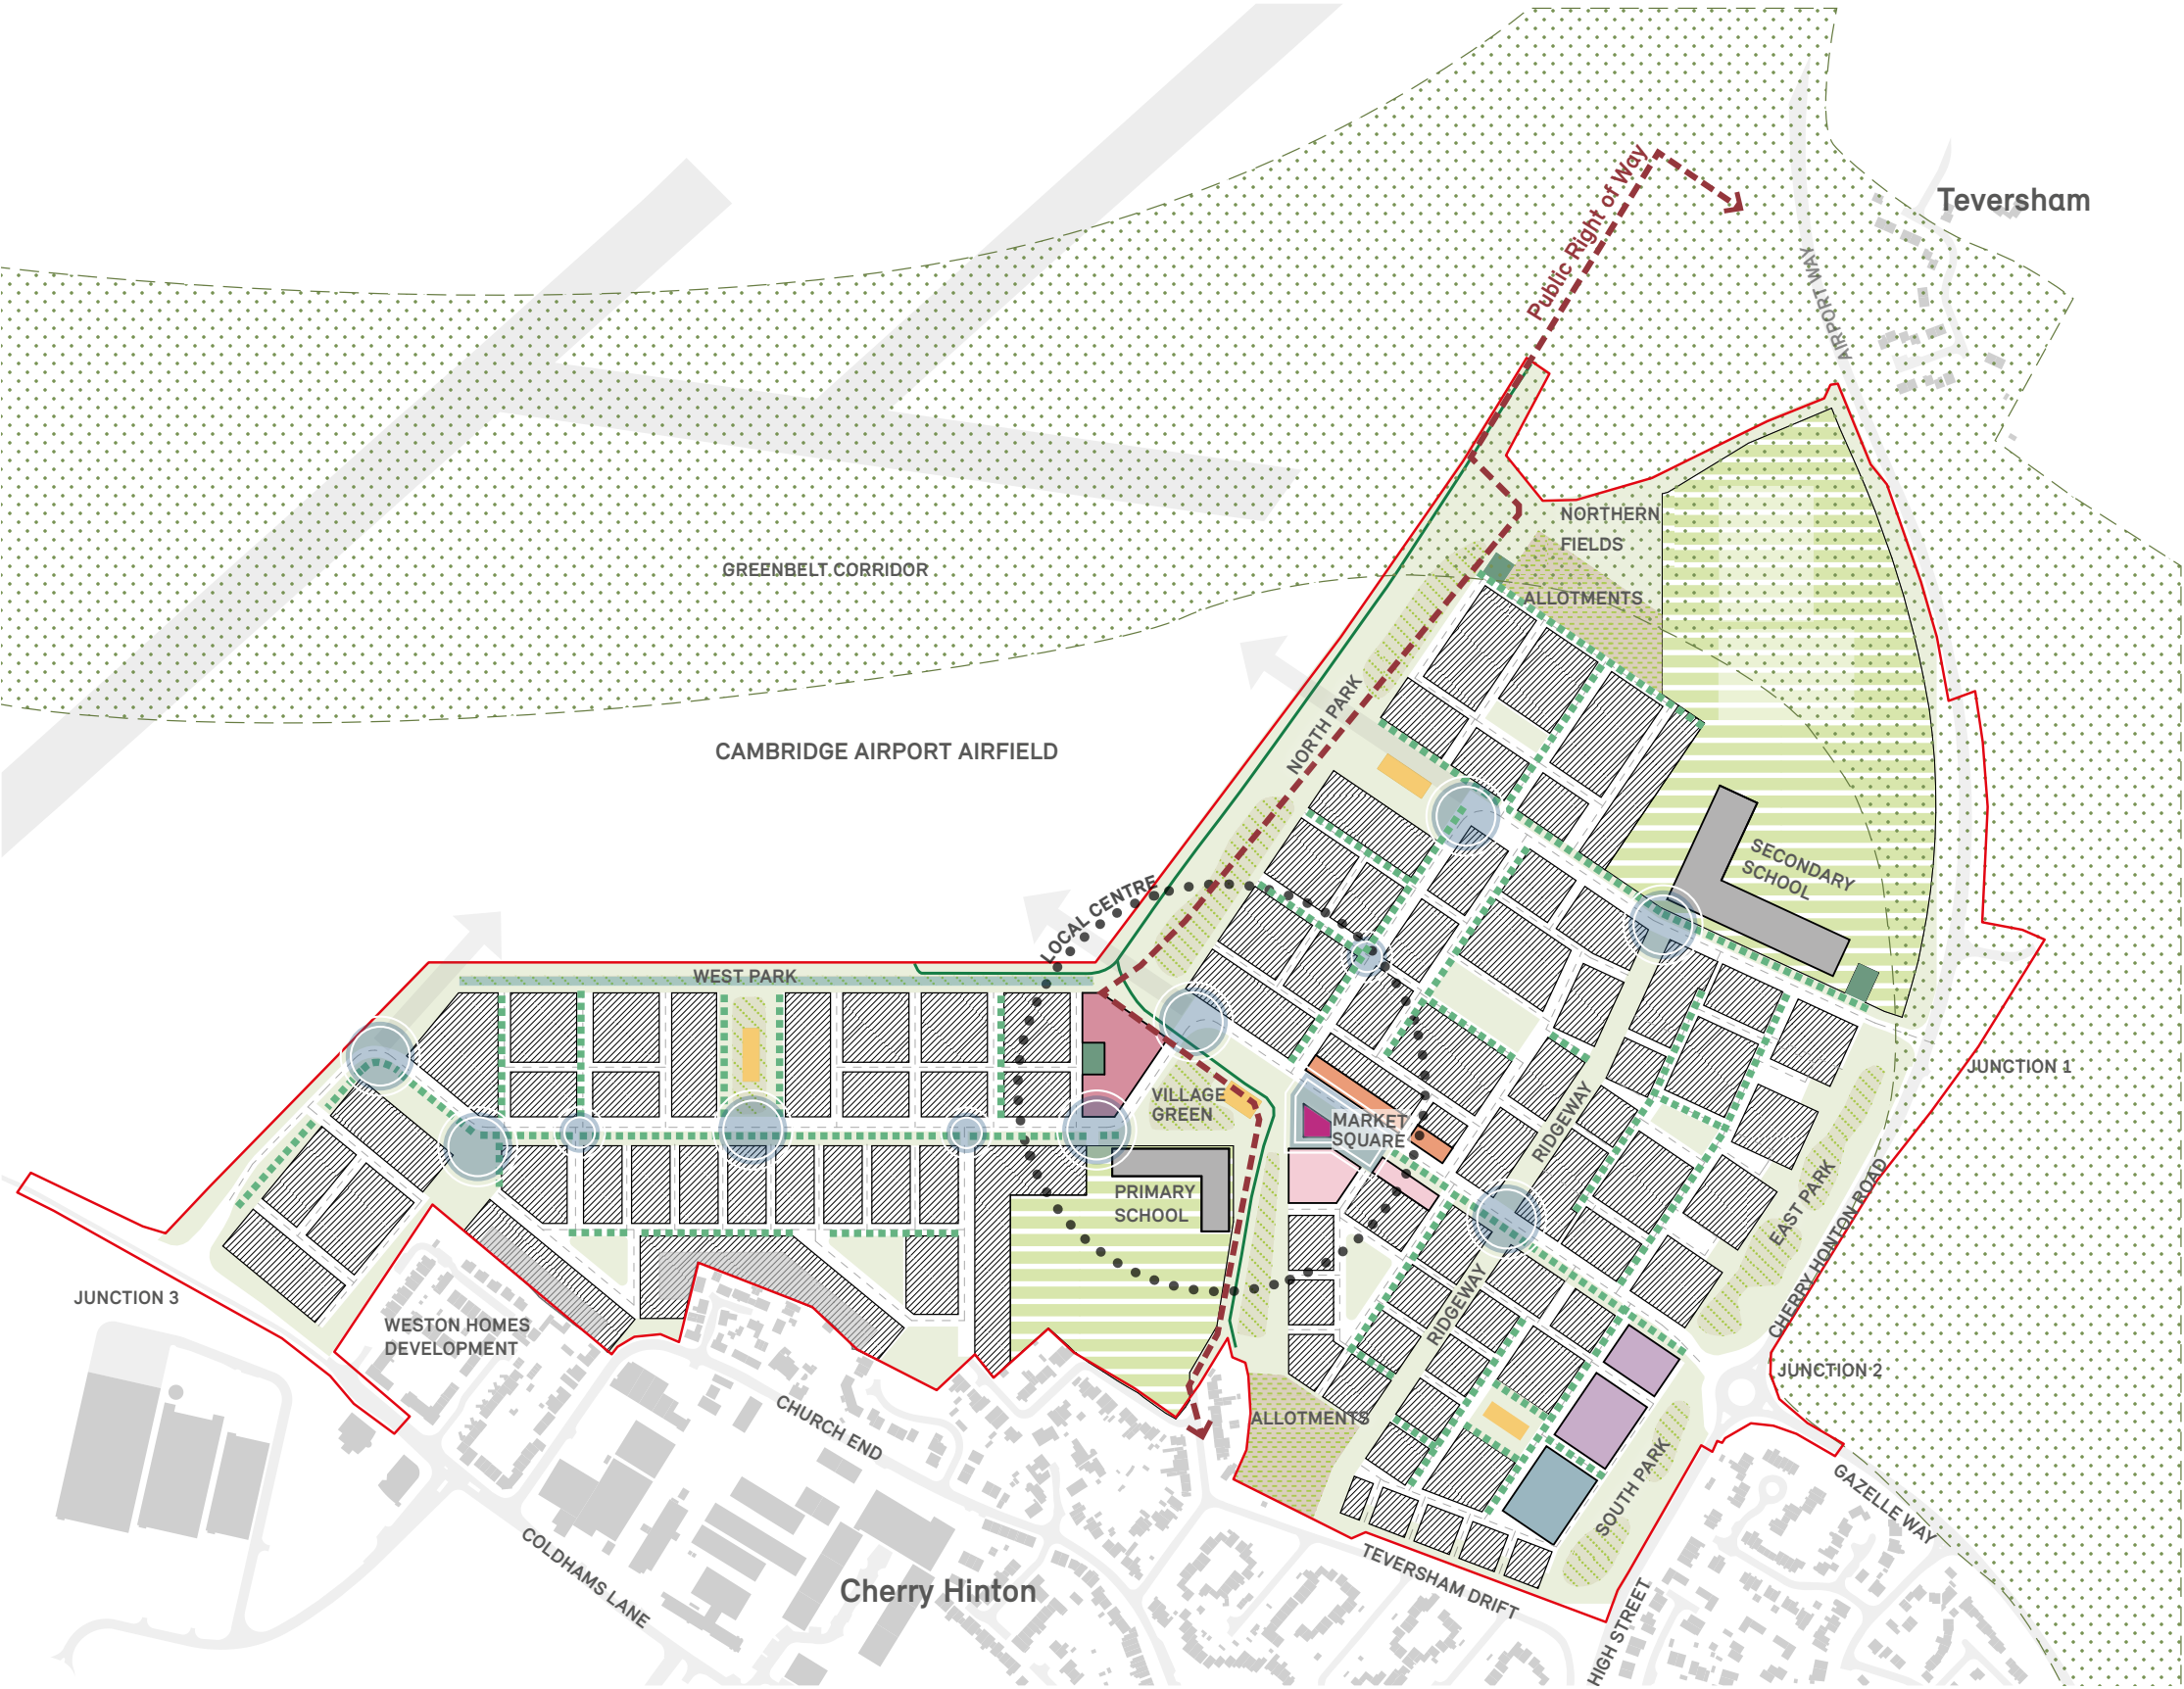 Public Right of Way
Teversham
AIRPORT WAY
NORTHERN
FIELDS
GREENBELT CORRIDOR
ALLOTMENTS
NORTH PARK
CAMBRIDGE AIRPORT AIRFIELD
SECONDARY
SCHOOL
LOCAL CENTRE
WEST PARK
JUNCTION 1
VILLAGE
GREEN
MARKET
SQUARE
RIDGEWAY
PRIMARY
SCHOOL
EAST PARK
CHERRY HONTON ROAD
RIDGEWAY
JUNCTION 3
WESTON HOMES
DEVELOPMENT
JUNCTION 2
CHURCH END
ALLOTMENTS
SOUTH PARK
GAZELLE WAY
COLDHAMS LANE
Cherry Hinton
TEVERSHAM DRIFT
HIGH STREET